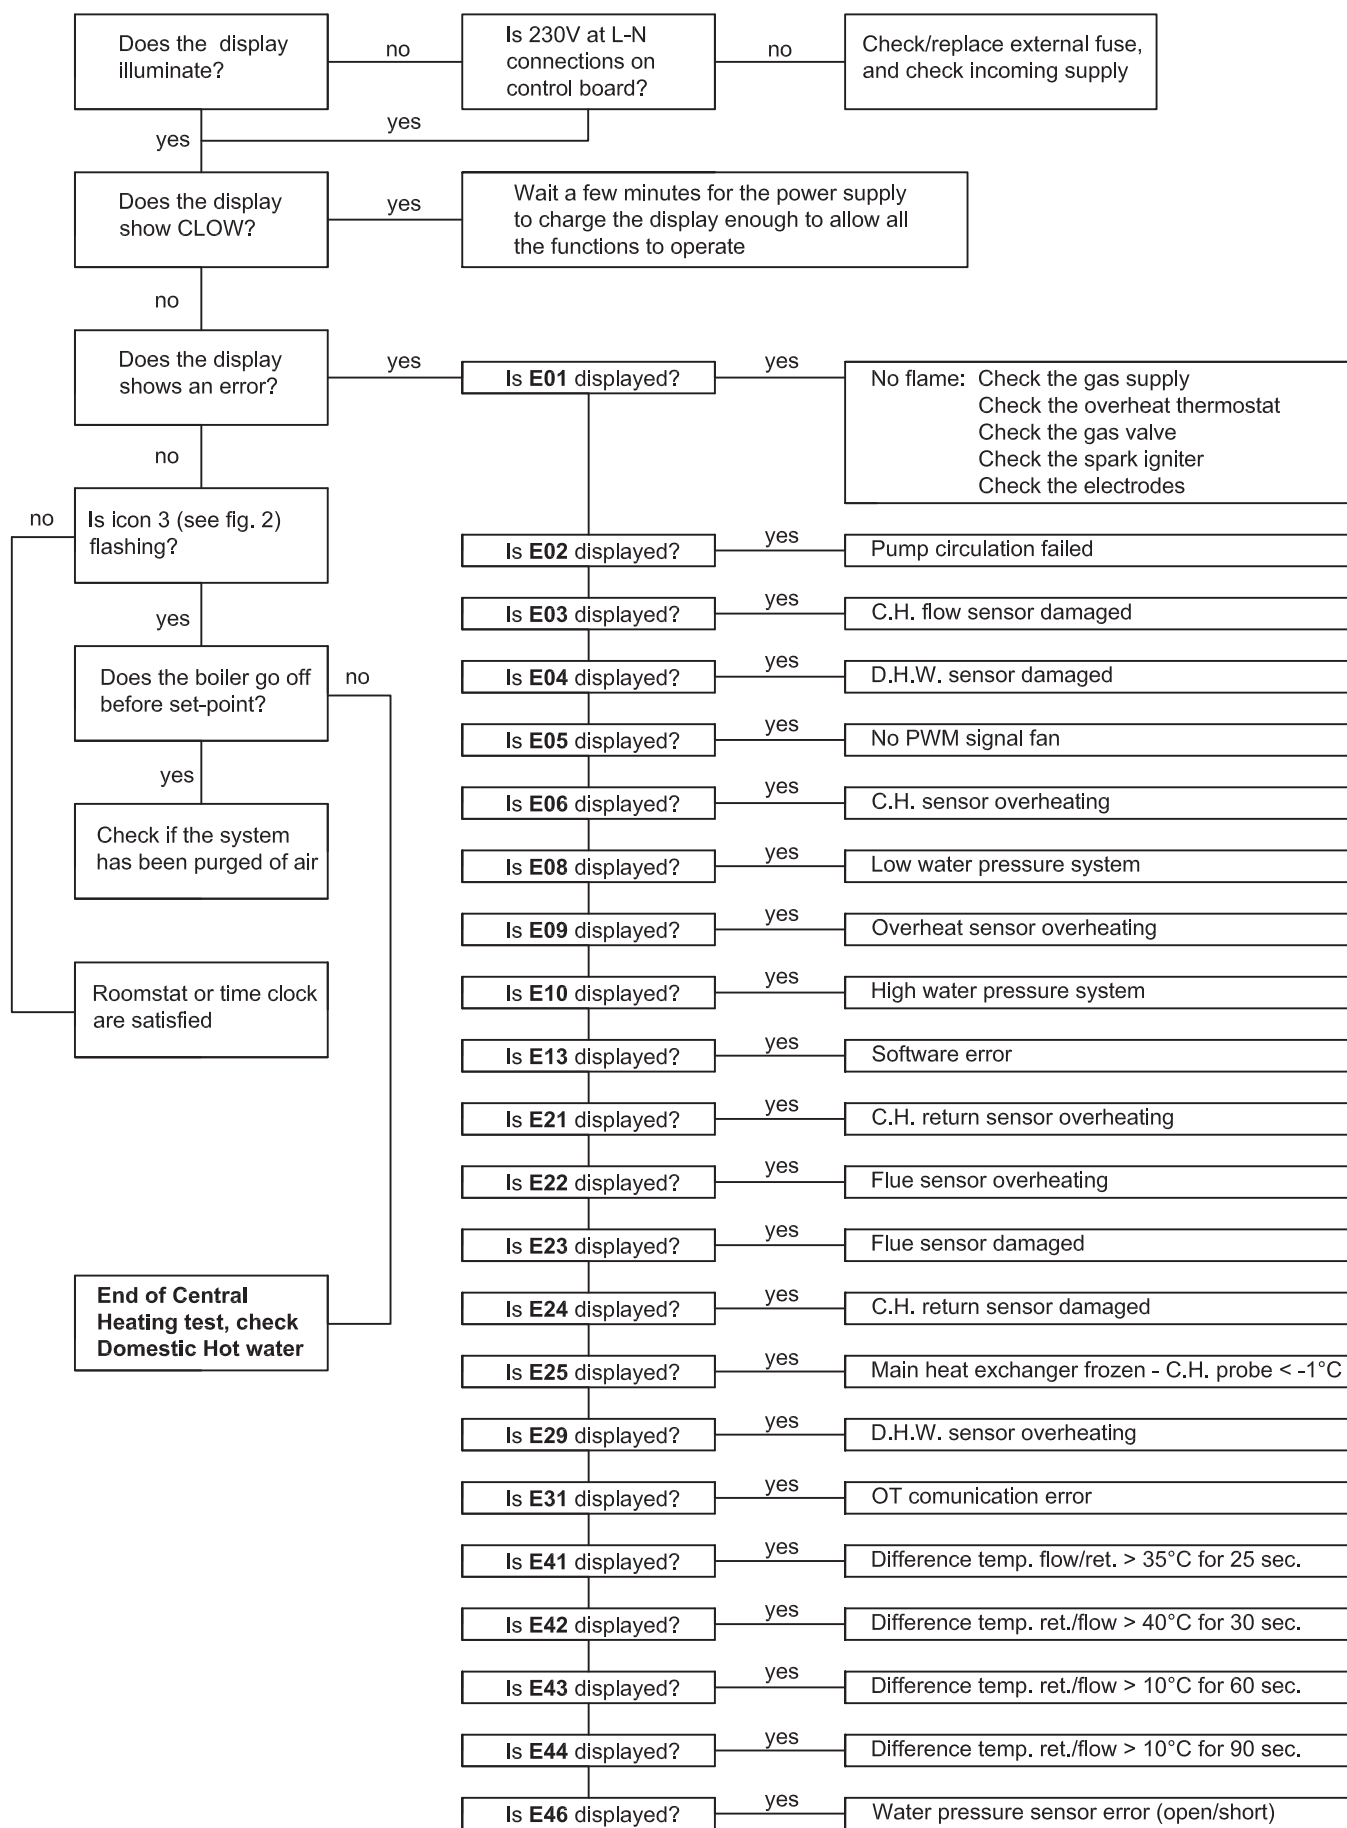 Does the display
illuminate?
no
Is 230V at L-N
connections on
control board?
no
Check/replace external fuse,
and check incoming supply
yes
yes
Does the display
show CLOW?
yes
Wait a few minutes for the power supply
to charge the display enough to allow all
the functions to operate
no
Does the display
shows an error?
yes
Is E01 displayed?
yes
No flame: Check the gas supply
Check the overheat thermostat
Check the gas valve
Check the spark igniter
Check the electrodes
no
no
Is icon 3 (see fig. 2)
flashing?
yes
Does the boiler go off
before set-point?
no
yes
Check if the system
has been purged of air
Roomstat or time clock
are satisfied
End of Central
Heating test, check
Domestic Hot water
Is E02 displayed?
yes
Pump circulation failed
Is E03 displayed?
yes
C.H. flow sensor damaged
Is E04 displayed?
yes
D.H.W. sensor damaged
Is E05 displayed?
yes
No PWM signal fan
Is E06 displayed?
yes
C.H. sensor overheating
Is E08 displayed?
yes
Low water pressure system
Is E09 displayed?
yes
Overheat sensor overheating
Is E10 displayed?
yes
High water pressure system
Is E13 displayed?
yes
Software error
Is E21 displayed?
yes
C.H. return sensor overheating
Is E22 displayed?
yes
Flue sensor overheating
Is E23 displayed?
yes
Flue sensor damaged
Is E24 displayed?
yes
C.H. return sensor damaged
Is E25 displayed?
yes
Main heat exchanger frozen - C.H. probe < -1°C
Is E29 displayed?
yes
D.H.W. sensor overheating
Is E31 displayed?
yes
OT comunication error
Is E41 displayed?
yes
Difference temp. flow/ret. > 35°C for 25 sec.
Is E42 displayed?
yes
Difference temp. ret./flow > 40°C for 30 sec.
Is E43 displayed?
yes
Difference temp. ret./flow > 10°C for 60 sec.
Is E44 displayed?
yes
Difference temp. ret./flow > 10°C for 90 sec.
Is E46 displayed?
yes
Water pressure sensor error (open/short)